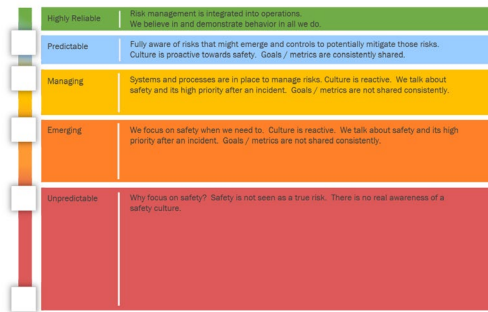 Highly Reliable
Risk management is integrated into operations.
We believe in and demonstrate behavior in all we do.
Predictable
Fully aware of risks that might emerge and controls to potentially mitigate those risks.
Culture is proactive towards safety. Goals / metrics are consistently shared.
Managing
Systems and processes are in place to manage risks. Culture is reactive. We talk about
safety and its high priority after an incident. Goals / metrics are not shared consistently.
Emerging
We focus on safety when we need to. Culture is reactive. We talk about safety and its high
priority after an incident. Goals / metrics are not shared consistently.
Unpredictable
Why focus on safety? Safety is not seen as a true risk. There is no real awareness of a
safety culture.